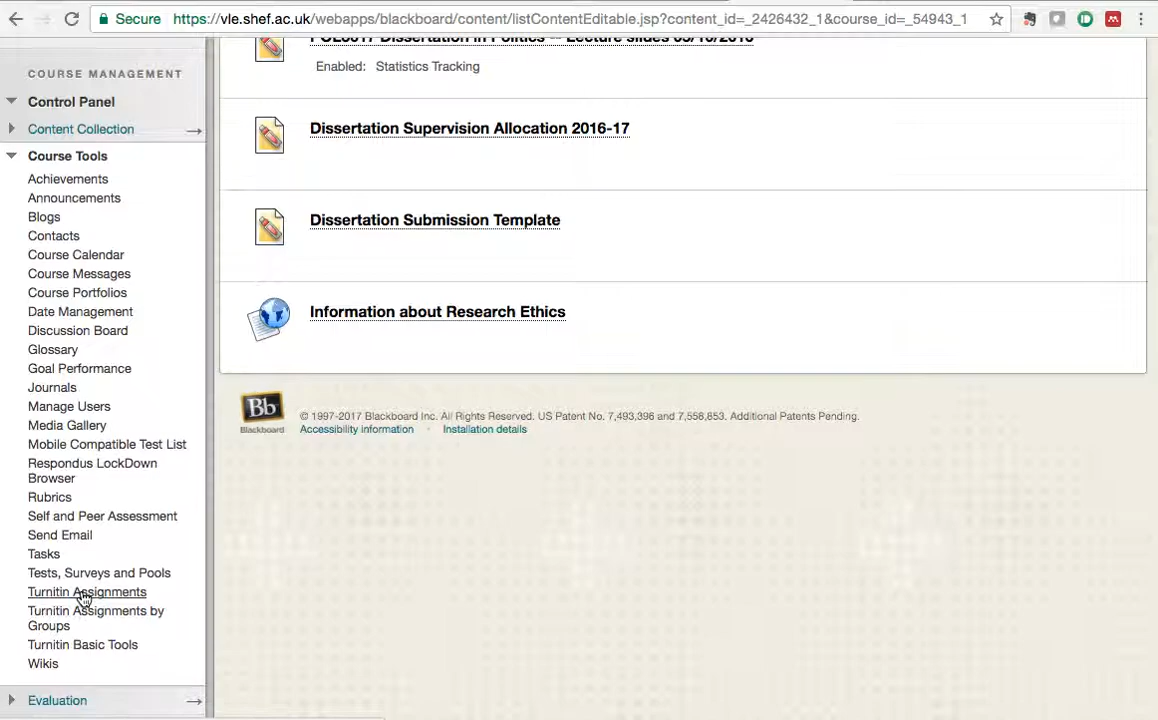 Secure https://vle.shef.ac.uk/webapps/blackboard/content/listContentEditable.jsp?content_id=_2426432_1&course_id=_54943_1
COURSE MANAGEMENT
Control Panel
Content Collection
Course Tools
Achievements
Announcements
Blogs
Contacts
Course Calendar
Course Messages
Course Portfolios
Date Management
Discussion Board
Glossary
Goal Performance
Journals
Manage Users
Media Gallery
Mobile Compatible Test List
Respondus LockDown
Browser
Rubrics
Self and Peer Assessment
Send Email
Tasks
Tests, Surveys and Pools
Turnitin Assignments
Turnitin Assignments by
Groups
Turnitin Basic Tools
Wikis
Evaluation
Dissertation in Politics -- Lecture slides
Enabled: Statistics Tracking
Dissertation Supervision Allocation 2016-17
Dissertation Submission Template
Information about Research Ethics
Bb
Blackboard
© 1997-2017 Blackboard Inc. All Rights Reserved. US Patent No. 7,493,396 and 7,558,853. Additional Patents Pending.
Accessibility information · Installation details